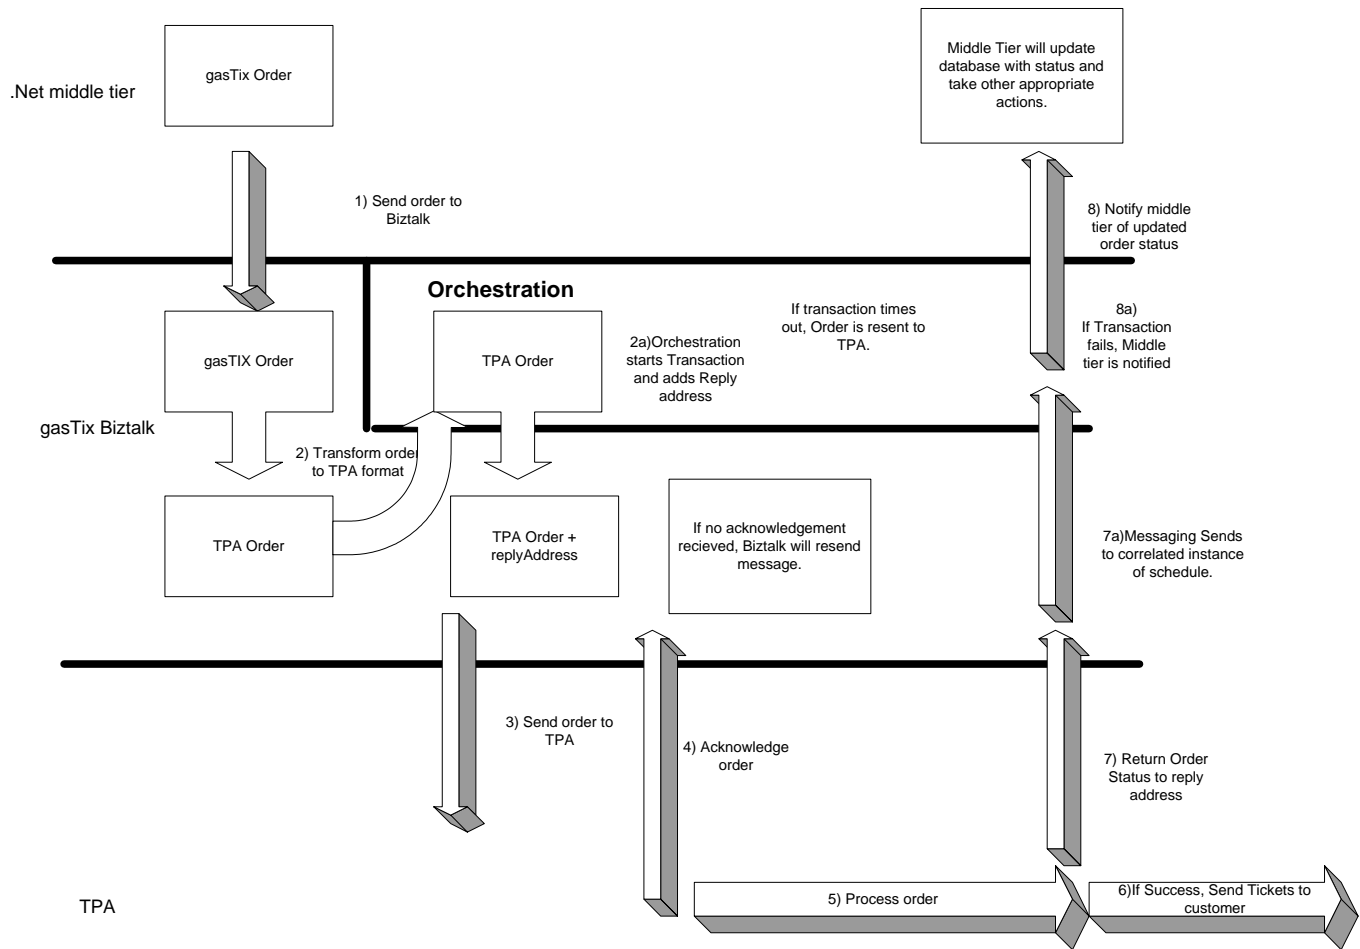 gasTix Order
.Net middle tier
Middle Tier will update
database with status and
take other appropriate
actions.
1) Send order to
Biztalk
8) Notify middle
tier of updated
order status
Orchestration
gasTIX Order
TPA Order
2a)Orchestration
starts Transaction
and adds Reply
address
If transaction times
out, Order is resent to
TPA.
8a)
If Transaction
fails, Middle
tier is notified
gasTix Biztalk
2) Transform order
to TPA format
TPA Order
TPA Order +
replyAddress
If no acknowledgement
recieved, Biztalk will resend
message.
7a)Messaging Sends
to correlated instance
of schedule.
3) Send order to
TPA
4) Acknowledge
order
7) Return Order
Status to reply
address
TPA
5) Process order
6)If Success, Send Tickets to
customer